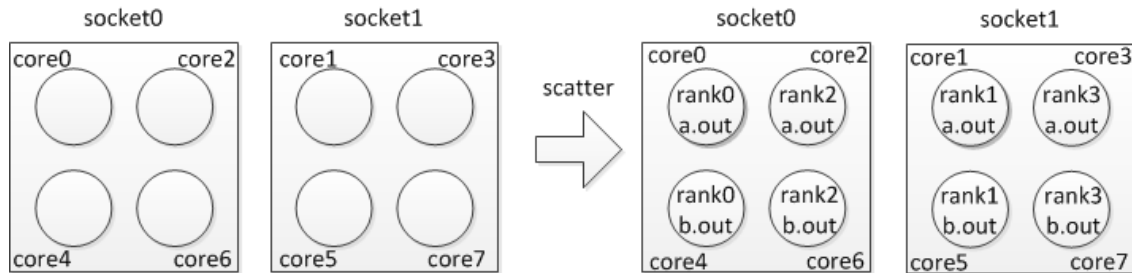 socket0
socket1
socket0
socket1
core0
core2
core1
core3
core4
core6
core5
core7
scatter
core0
core2
rank0
a.out
rank2
a.out
rank0
b.out
rank2
b.out
core4
core6
core1
core3
rank1
a.out
rank3
a.out
rank1
b.out
rank3
b.out
core5
core7